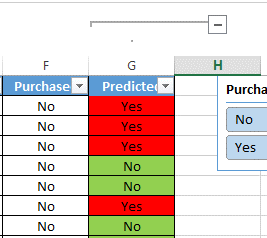 F G H
Purchase Predicted
No Yes
No Yes
No Yes
No No
No No
No Yes
No No
Purcha
No
Yes